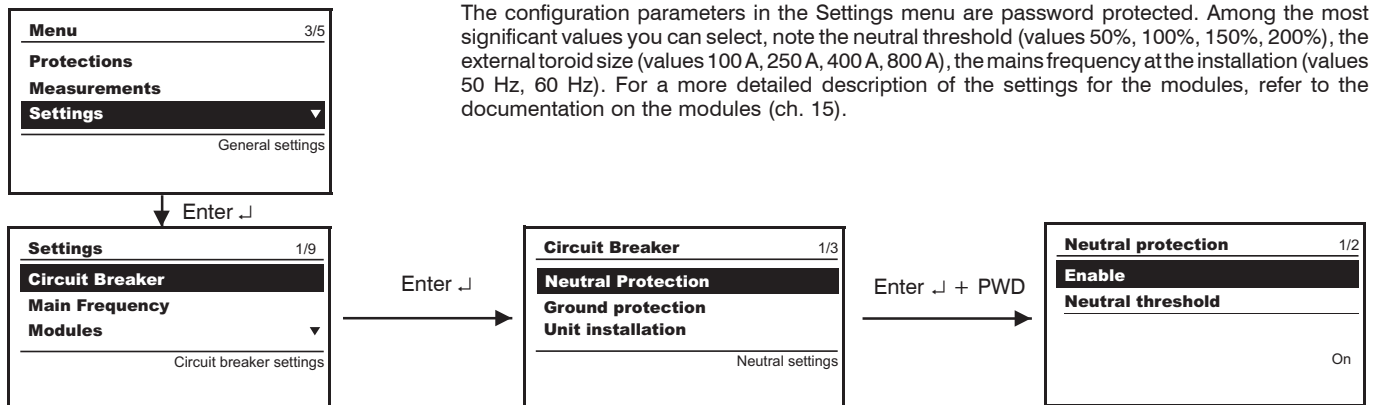 The configuration parameters in the Settings menu are password protected. Among the most
significant values you can select, note the neutral threshold (values 50%, 100%, 150%, 200%), the
external toroid size (values 100 A, 250 A, 400 A, 800 A), the mains frequency at the installation (values
50 Hz, 60 Hz). For a more detailed description of the settings for the modules, refer to the
documentation on the modules (ch. 15).
Menu 3/5
Protections
Measurements
Settings ▼
General settings
Enter ↵
Settings 1/9
Circuit Breaker
Main Frequency
Modules ▼
Circuit breaker settings
Enter ↵
Circuit Breaker 1/3
Neutral Protection
Ground protection
Unit installation
Neutral settings
Enter ↵ + PWD
Neutral protection 1/2
Enable
Neutral threshold
On